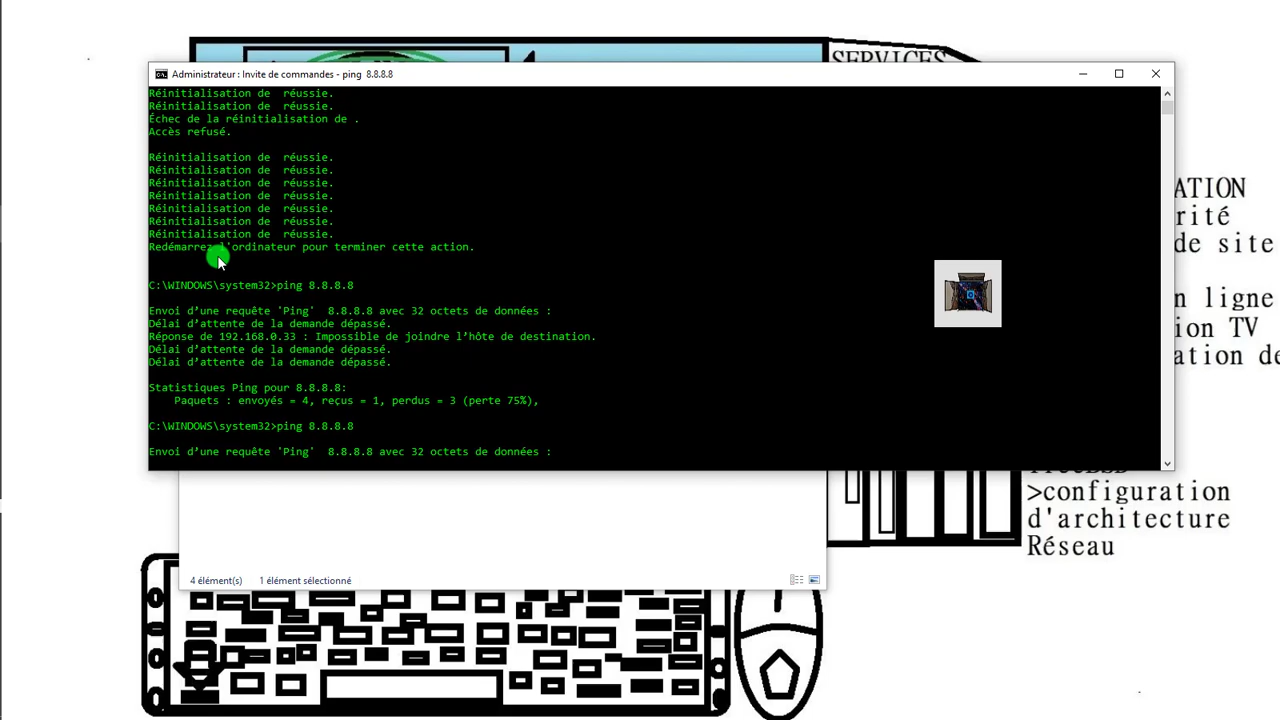 SERVICES
Administrateur : Invite de commandes - ping 8.8.8.8
Réinitialisation de  réussie.
Réinitialisation de  réussie.
Échec de la réinitialisation de .
Accès refusé.
Réinitialisation de  réussie.
Réinitialisation de  réussie.
Réinitialisation de  réussie.
Réinitialisation de  réussie.
Réinitialisation de  réussie.
Réinitialisation de  réussie.
Réinitialisation de  réussie.
Redémarrez l'ordinateur pour terminer cette action.
C:\WINDOWS\system32>ping 8.8.8.8
Envoi d’une requête 'Ping'  8.8.8.8 avec 32 octets de données :
Délai d’attente de la demande dépassé.
Réponse de 192.168.0.33 : Impossible de joindre l’hôte de destination.
Délai d’attente de la demande dépassé.
Délai d’attente de la demande dépassé.
Statistiques Ping pour 8.8.8.8:
Paquets : envoyés = 4, reçus = 1, perdus = 3 (perte 75%),
C:\WINDOWS\system32>ping 8.8.8.8
Envoi d’une requête 'Ping'  8.8.8.8 avec 32 octets de données :
ATION
rité
de site
n ligne
ion TV
ation de
>configuration
d'architecture
Réseau
4 élément(s) 1 élément sélectionné